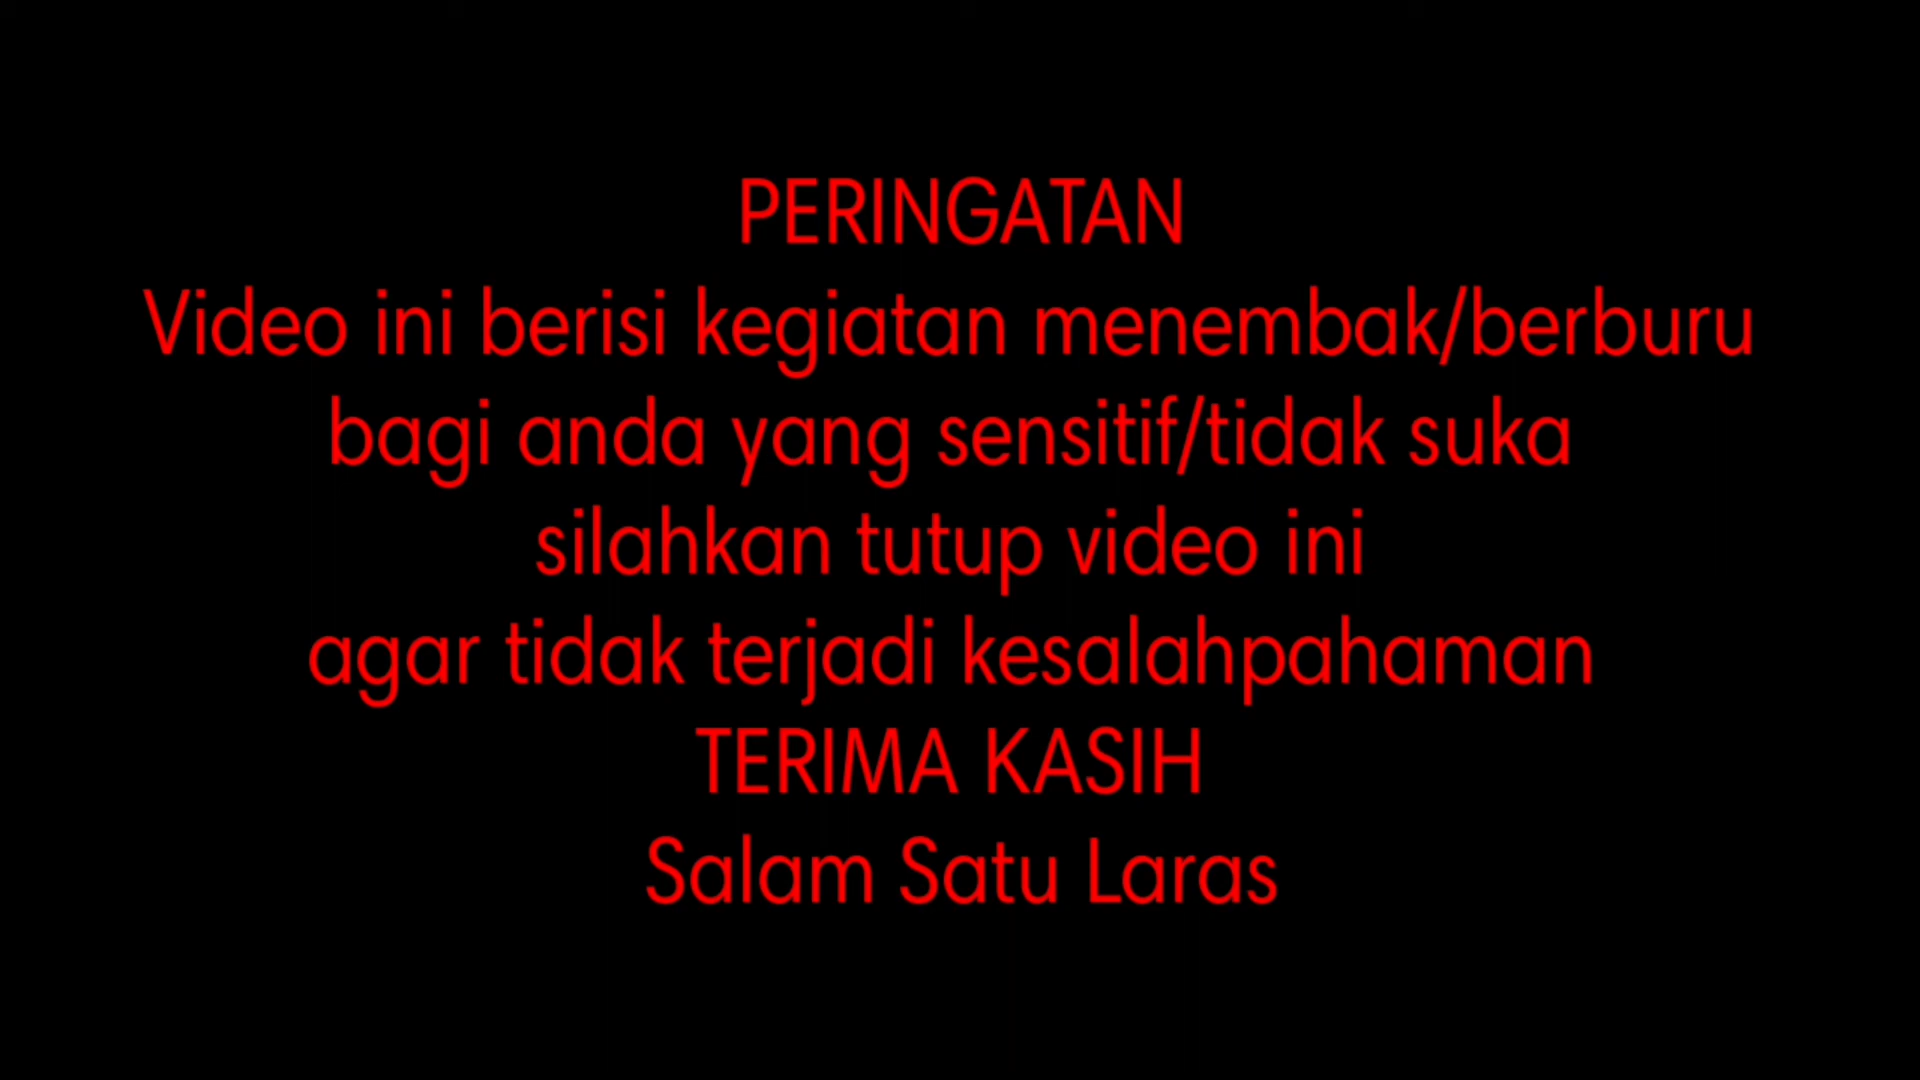 PERINGATAN
Video ini berisi kegiatan menembak/berburu
bagi anda yang sensitif/tidak suka
silahkan tutup video ini
agar tidak terjadi kesalahpahaman
TERIMA KASIH
Salam Satu Laras